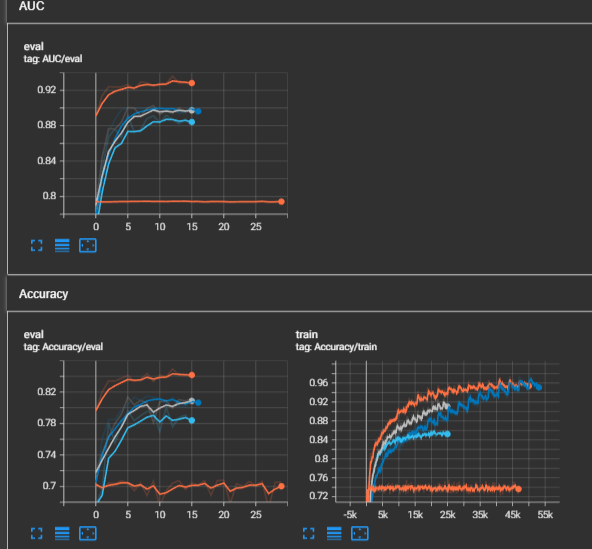 AUC
eval
tag: AUC/eval
0.92
0.88
0.84
0.8
0 5 10 15 20 25
Accuracy
eval
tag: Accuracy/eval
0.82
0.78
0.74
0.7
0 5 10 15 20 25
train
tag: Accuracy/train
0.96
0.92
0.88
0.84
0.8
0.76
0.72
-5k 5k 15k 25k 35k 45k 55k